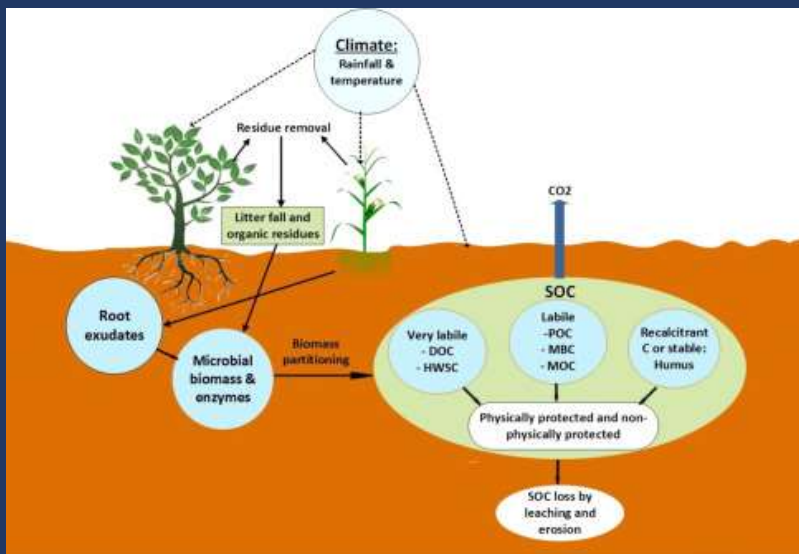 Climate:
Rainfall &
temperature
Residue removal
CO2
Litter fall and
organic residues
SOC
Root
exudates
Microbial
biomass &
enzymes
Biomass
partitioning
Very labile
- DOC
- HWSC
Labile
-POC
- MBC
- MOC
Recalcitrant
C or stable:
Humus
Physically protected and non-
physically protected
SOC loss by
leaching and
erosion